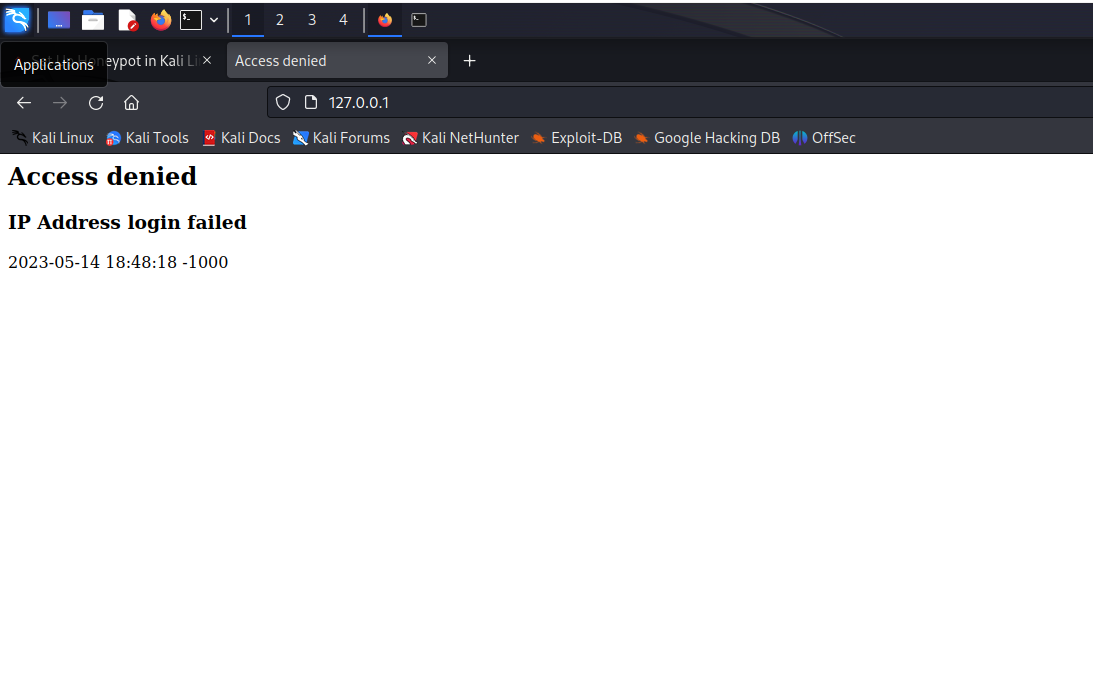 1 2 3 4
Applications
eypot in Kali Li
Access denied
127.0.0.1
Kali Linux Kali Tools Kali Docs Kali Forums Kali NetHunter Exploit-DB Google Hacking DB OffSec
Access denied
IP Address login failed
2023-05-14 18:48:18 -1000